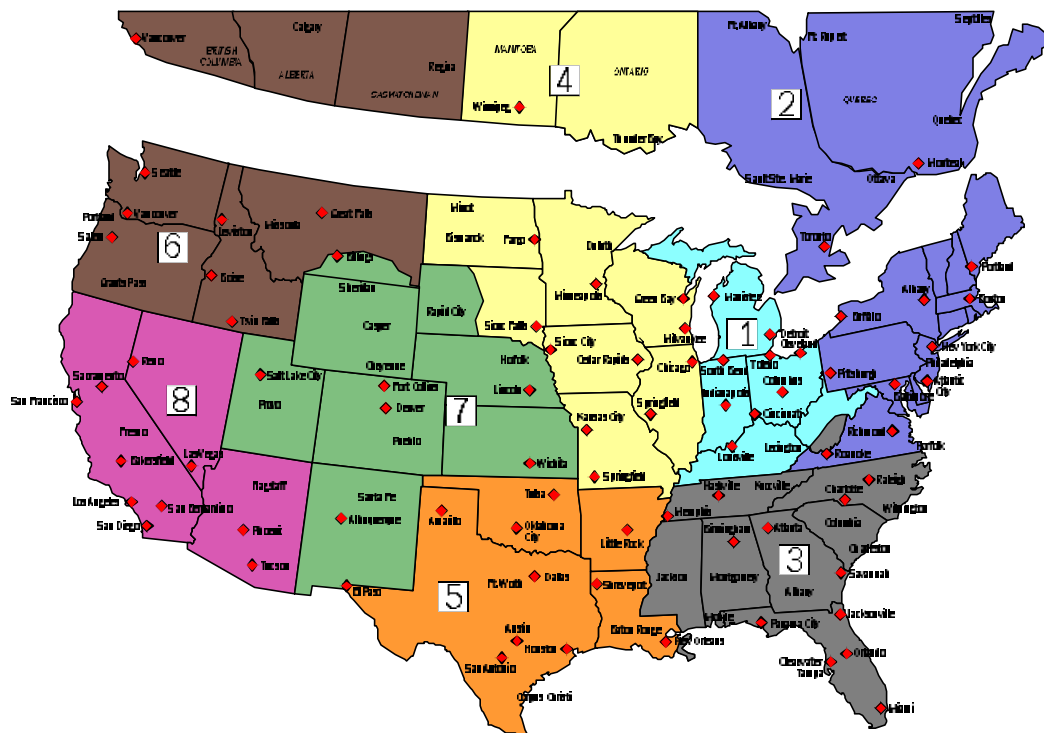 Calgary
Ft. Albany
Septiles
Vancouver
Ft. Rupert
BRITISH
COLUMBIA
MANITOBA
Regina
ONTARIO
ALBERTA
4
SASKATCHEWAN
QUEBEC
2
Winnipeg
Quebec
Thunder Bay
Montreal
Seattle
Ottawa
Sault Ste. Marie
Portland
Vancouver
Missoula
Great Falls
Minot
Lewiston
Salem
Bismarck
Fargo
Duluth
Toronto
6
Billings
Portland
Grants Pass
Boise
Sheridan
Minneapolis
Green Bay
Manistee
Albany
Boston
Rapid City
Buffalo
Twin Falls
Casper
Sioux Falls
Milwaukee
1
Detroit
Cleveland
New York City
Reno
Sioux City
Cedar Rapids
Chicago
South Bend
Toledo
Philadelphia
Sacramento
Salt Lake City
Cheyenne
Norfolk
Pittsburgh
Atlantic
City
Fort Collins
Lincoln
Columbus
Baltimore
San Francisco
8
Provo
Denver
7
Springfield
Indianapolis
Cincinnati
Fresno
Pueblo
Kansas City
Richmond
Norfolk
Las Vegas
Louisville
Lexington
Roanoke
Bakersfield
Wichita
Springfield
Flagstaff
Nashville
Knoxville
Raleigh
Los Angeles
San Bernardino
Santa Fe
Tulsa
Charlotte
Wilmington
San Diego
Phoenix
Albuquerque
Amarillo
Oklahoma
City
Memphis
Birmingham
Atlanta
Columbia
Little Rock
Charleston
Tucson
El Paso
Ft. Worth
Dallas
Shreveport
Jackson
Montgomery
3
Savannah
5
Albany
Mobile
Panama City
Jacksonville
Austin
Baton Rouge
New Orleans
Houston
Orlando
San Antonio
Clearwater
Tampa
Corpus Christi
Miami